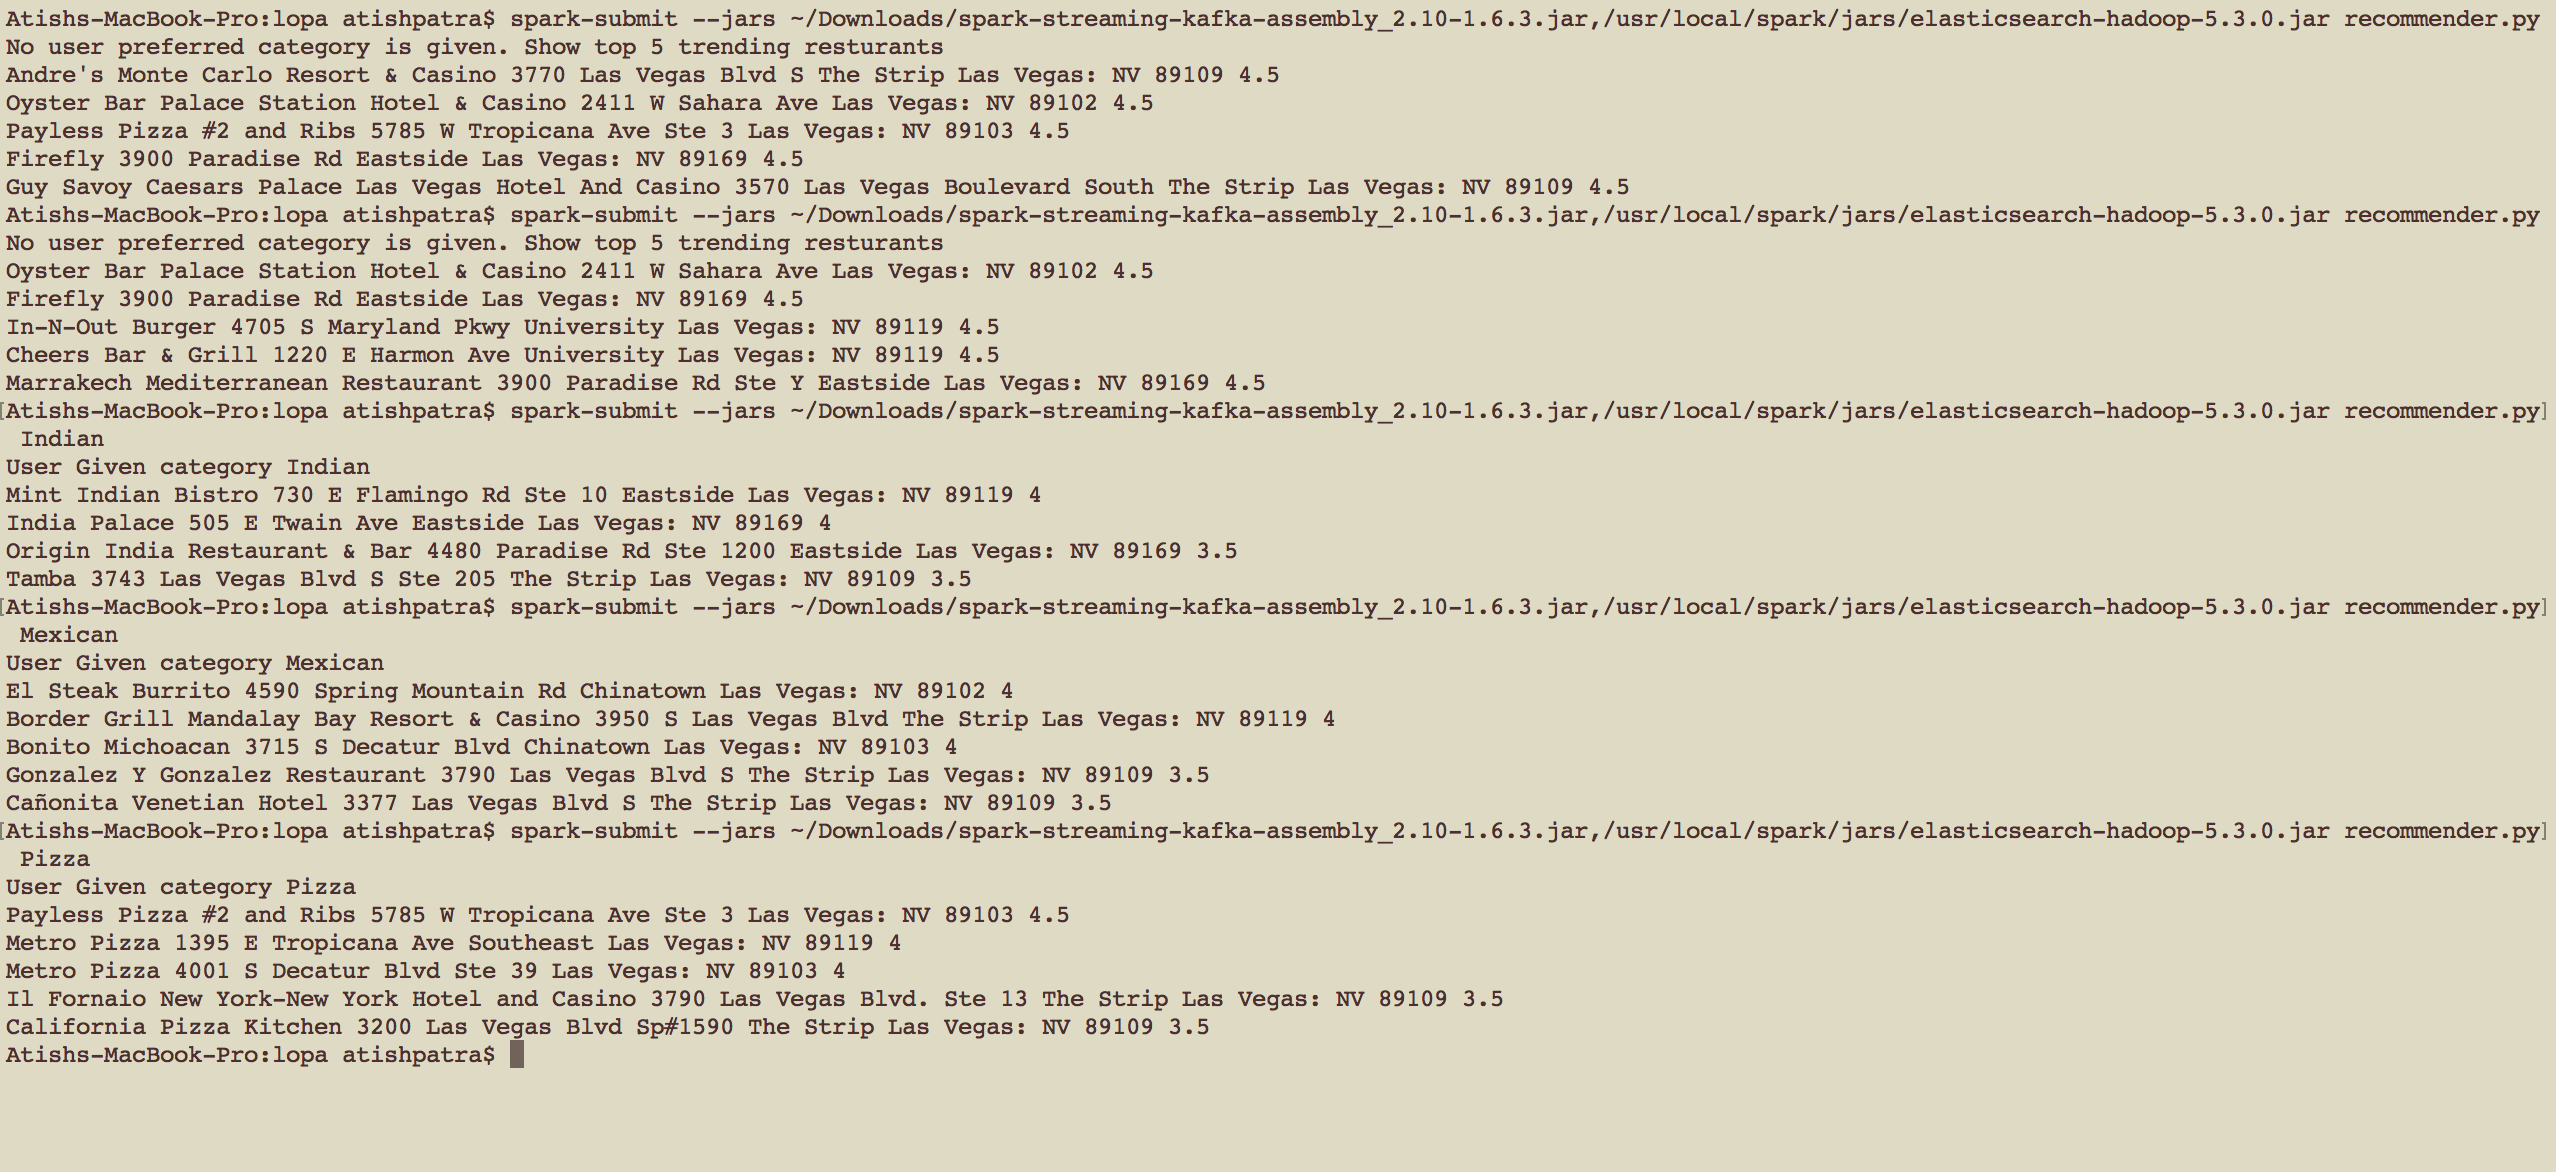 Atishs-MacBook-Pro:lopa atishpatra$ spark-submit --jars ~/Downloads/spark-streaming-kafka-assembly_2.10-1.6.3.jar,/usr/local/spark/jars/elasticsearch-hadoop-5.3.0.jar recommender.py
No user preferred category is given. Show top 5 trending resturants
Andre's Monte Carlo Resort & Casino 3770 Las Vegas Blvd S The Strip Las Vegas: NV 89109 4.5
Oyster Bar Palace Station Hotel & Casino 2411 W Sahara Ave Las Vegas: NV 89102 4.5
Payless Pizza #2 and Ribs 5785 W Tropicana Ave Ste 3 Las Vegas: NV 89103 4.5
Firefly 3900 Paradise Rd Eastside Las Vegas: NV 89169 4.5
Guy Savoy Caesars Palace Las Vegas Hotel And Casino 3570 Las Vegas Boulevard South The Strip Las Vegas: NV 89109 4.5
Atishs-MacBook-Pro:lopa atishpatra$ spark-submit --jars ~/Downloads/spark-streaming-kafka-assembly_2.10-1.6.3.jar,/usr/local/spark/jars/elasticsearch-hadoop-5.3.0.jar recommender.py
No user preferred category is given. Show top 5 trending resturants
Oyster Bar Palace Station Hotel & Casino 2411 W Sahara Ave Las Vegas: NV 89102 4.5
Firefly 3900 Paradise Rd Eastside Las Vegas: NV 89169 4.5
In-N-Out Burger 4705 S Maryland Pkwy University Las Vegas: NV 89119 4.5
Cheers Bar & Grill 1220 E Harmon Ave University Las Vegas: NV 89119 4.5
Marrakech Mediterranean Restaurant 3900 Paradise Rd Ste Y Eastside Las Vegas: NV 89169 4.5
[Atishs-MacBook-Pro:lopa atishpatra$ spark-submit --jars ~/Downloads/spark-streaming-kafka-assembly_2.10-1.6.3.jar,/usr/local/spark/jars/elasticsearch-hadoop-5.3.0.jar recommender.py]
 Indian
User Given category Indian
Mint Indian Bistro 730 E Flamingo Rd Ste 10 Eastside Las Vegas: NV 89119 4
India Palace 505 E Twain Ave Eastside Las Vegas: NV 89169 4
Origin India Restaurant & Bar 4480 Paradise Rd Ste 1200 Eastside Las Vegas: NV 89169 3.5
Tamba 3743 Las Vegas Blvd S Ste 205 The Strip Las Vegas: NV 89109 3.5
[Atishs-MacBook-Pro:lopa atishpatra$ spark-submit --jars ~/Downloads/spark-streaming-kafka-assembly_2.10-1.6.3.jar,/usr/local/spark/jars/elasticsearch-hadoop-5.3.0.jar recommender.py]
 Mexican
User Given category Mexican
El Steak Burrito 4590 Spring Mountain Rd Chinatown Las Vegas: NV 89102 4
Border Grill Mandalay Bay Resort & Casino 3950 S Las Vegas Blvd The Strip Las Vegas: NV 89119 4
Bonito Michoacan 3715 S Decatur Blvd Chinatown Las Vegas: NV 89103 4
Gonzalez Y Gonzalez Restaurant 3790 Las Vegas Blvd S The Strip Las Vegas: NV 89109 3.5
Cañonita Venetian Hotel 3377 Las Vegas Blvd S The Strip Las Vegas: NV 89109 3.5
[Atishs-MacBook-Pro:lopa atishpatra$ spark-submit --jars ~/Downloads/spark-streaming-kafka-assembly_2.10-1.6.3.jar,/usr/local/spark/jars/elasticsearch-hadoop-5.3.0.jar recommender.py]
 Pizza
User Given category Pizza
Payless Pizza #2 and Ribs 5785 W Tropicana Ave Ste 3 Las Vegas: NV 89103 4.5
Metro Pizza 1395 E Tropicana Ave Southeast Las Vegas: NV 89119 4
Metro Pizza 4001 S Decatur Blvd Ste 39 Las Vegas: NV 89103 4
Il Fornaio New York-New York Hotel and Casino 3790 Las Vegas Blvd. Ste 13 The Strip Las Vegas: NV 89109 3.5
California Pizza Kitchen 3200 Las Vegas Blvd Sp#1590 The Strip Las Vegas: NV 89109 3.5
Atishs-MacBook-Pro:lopa atishpatra$